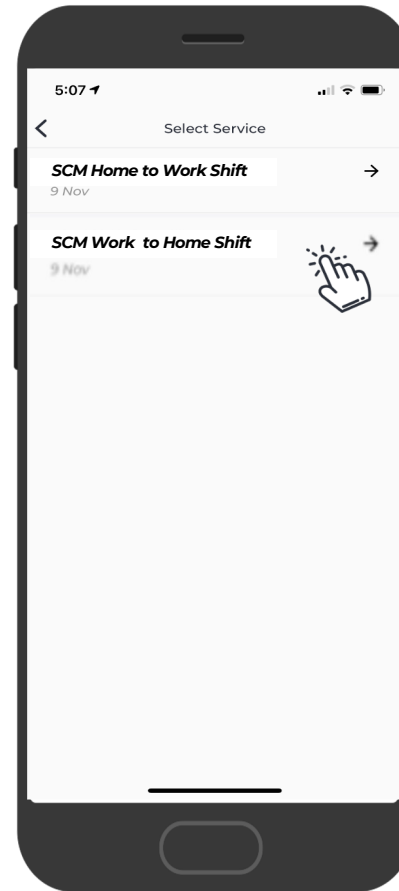 5:07
Select Service
SCM Home to Work Shift
9 Nov
SCM Work to Home Shift
9 Nov